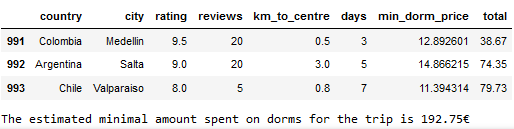 country city rating reviews km_to_centre days min_dorm_price total
991 Colombia Medellin 9.5 20 0.5 3 12.892601 38.67
992 Argentina Salta 9.0 20 3.0 5 14.866215 74.35
993 Chile Valparaiso 8.0 5 0.8 7 11.394314 79.73
The estimated minimal amount spent on dorms for the trip is 192.75€